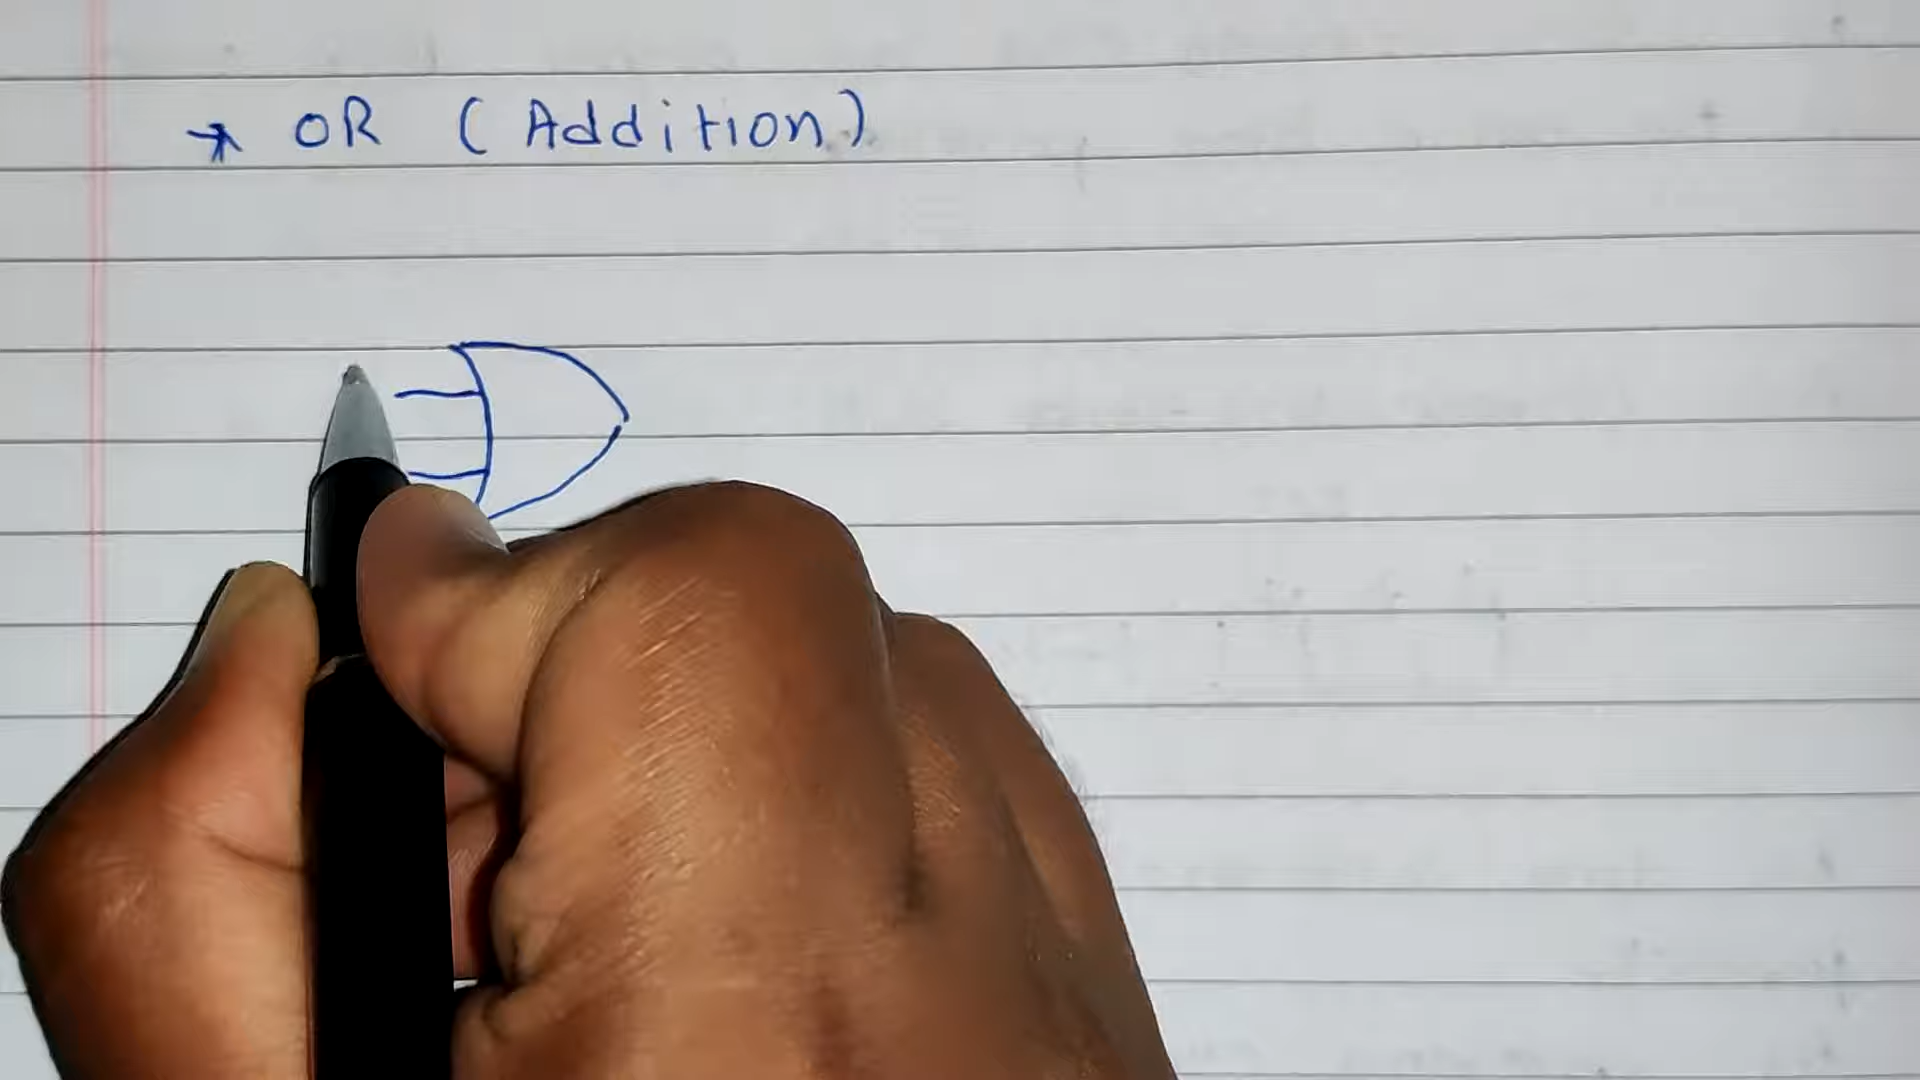 → OR (Addition)